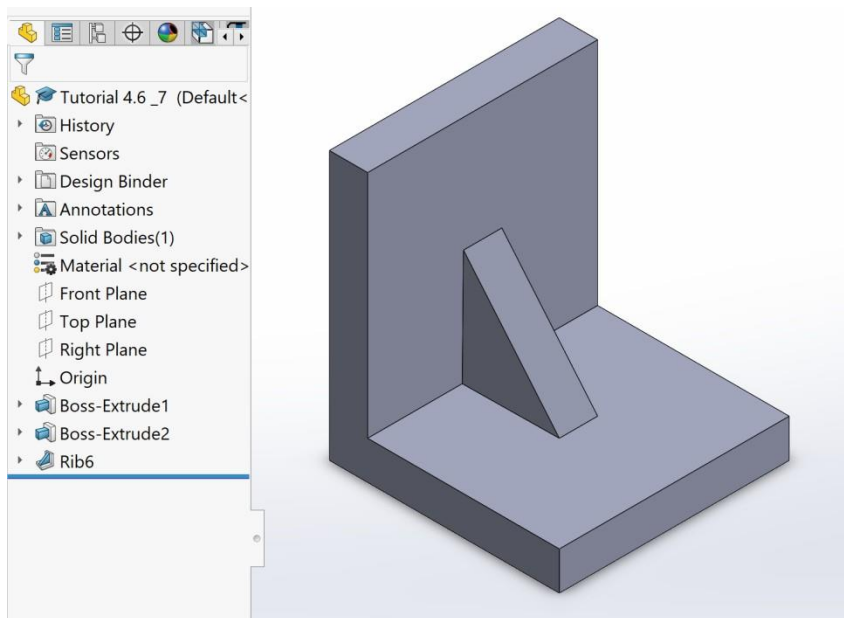 Tutorial 4.6 _7 (Default<
History
Sensors
Design Binder
Annotations
Solid Bodies(1)
Material <not specified>
Front Plane
Top Plane
Right Plane
Origin
Boss-Extrude1
Boss-Extrude2
Rib6